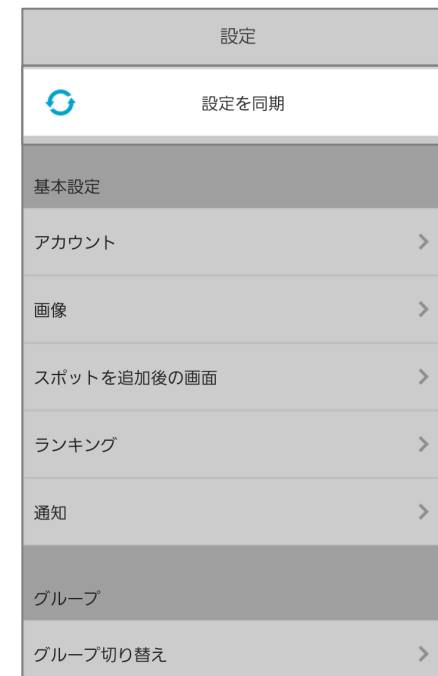 設定
設定を同期
基本設定
アカウント
画像
スポットを追加後の画面
ランキング
通知
グループ
グループ切り替え